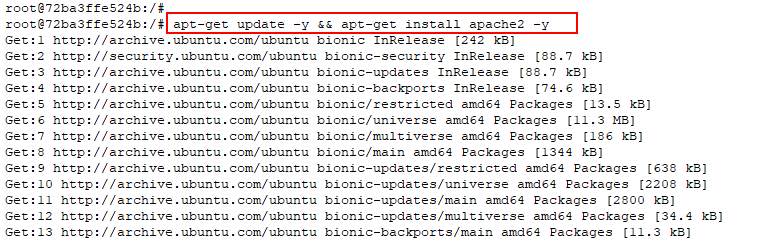 root@72ba3ffe524b:/#
root@72ba3ffe524b:/# apt-get update -y && apt-get install apache2 -y
Get:1 http://archive.ubuntu.com/ubuntu bionic InRelease [242 kB]
Get:2 http://security.ubuntu.com/ubuntu bionic-security InRelease [88.7 kB]
Get:3 http://archive.ubuntu.com/ubuntu bionic-updates InRelease [88.7 kB]
Get:4 http://archive.ubuntu.com/ubuntu bionic-backports InRelease [74.6 kB]
Get:5 http://archive.ubuntu.com/ubuntu bionic/restricted amd64 Packages [13.5 kB]
Get:6 http://archive.ubuntu.com/ubuntu bionic/universe amd64 Packages [11.3 MB]
Get:7 http://archive.ubuntu.com/ubuntu bionic/multiverse amd64 Packages [186 kB]
Get:8 http://archive.ubuntu.com/ubuntu bionic/main amd64 Packages [1344 kB]
Get:9 http://archive.ubuntu.com/ubuntu bionic-updates/restricted amd64 Packages [638 kB]
Get:10 http://archive.ubuntu.com/ubuntu bionic-updates/universe amd64 Packages [2208 kB]
Get:11 http://archive.ubuntu.com/ubuntu bionic-updates/main amd64 Packages [2800 kB]
Get:12 http://archive.ubuntu.com/ubuntu bionic-updates/multiverse amd64 Packages [34.4 kB]
Get:13 http://archive.ubuntu.com/ubuntu bionic-backports/main amd64 Packages [11.3 kB]